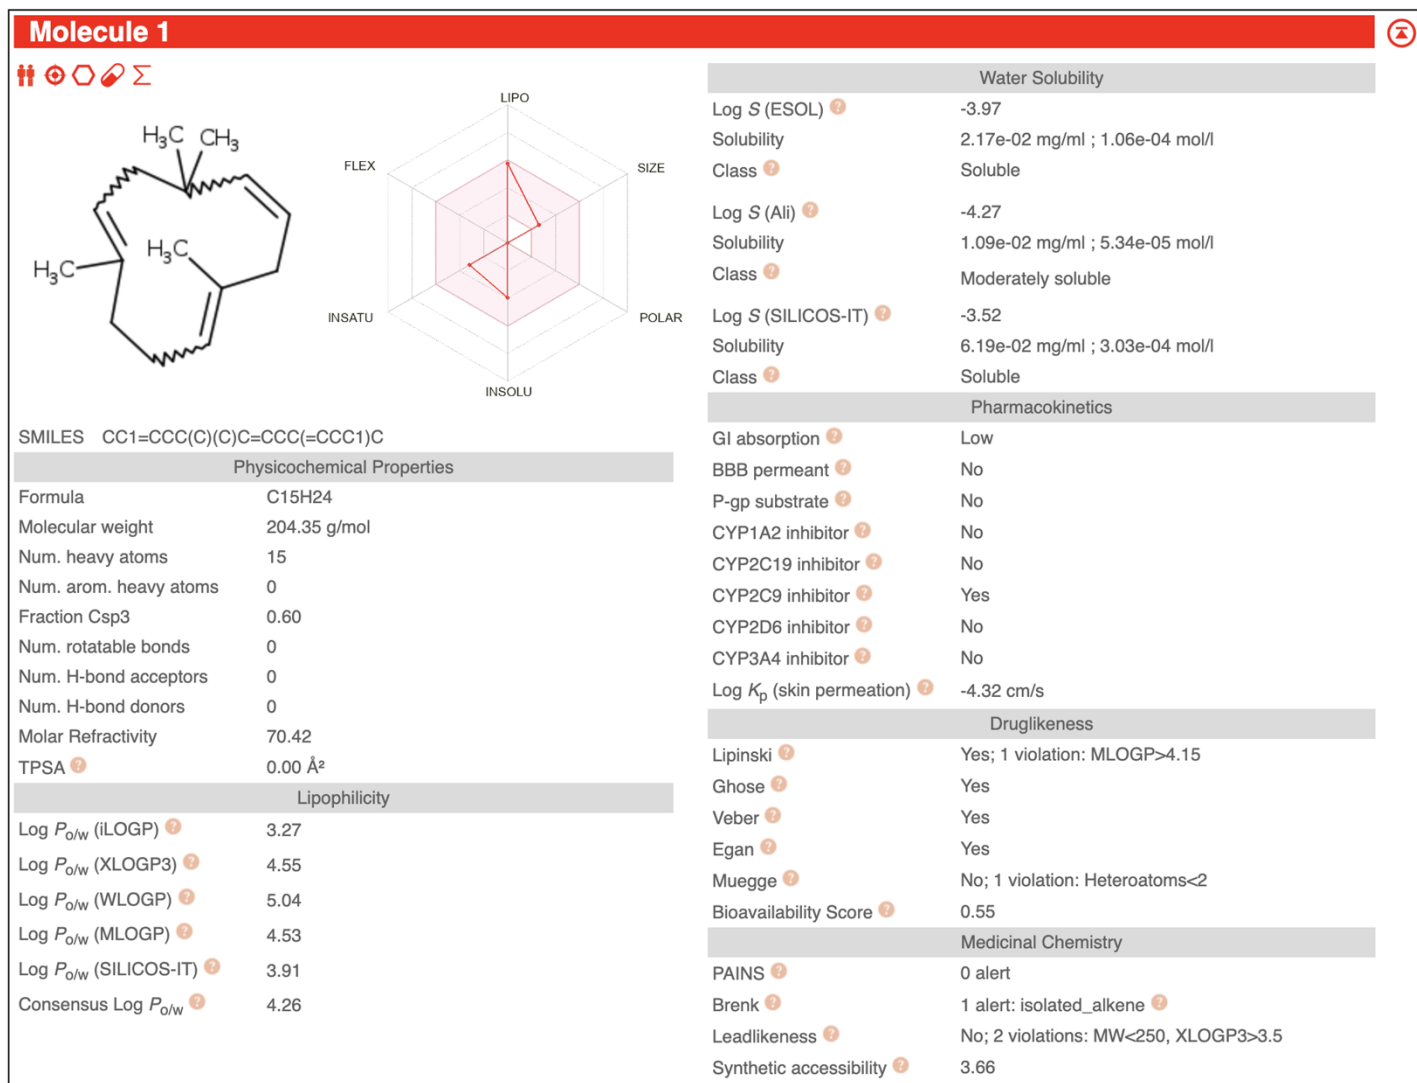 Molecule 1
H₃C CH₃
H₃C
H₃C
LIPO
FLEX
SIZE
INSATU
POLAR
INSOLU
SMILES CC1=CCC(C)(C)C=CCC(=CCC1)C
Physicochemical Properties
Formula C15H24
Molecular weight 204.35 g/mol
Num. heavy atoms 15
Num. arom. heavy atoms 0
Fraction Csp3 0.60
Num. rotatable bonds 0
Num. H-bond acceptors 0
Num. H-bond donors 0
Molar Refractivity 70.42
TPSA ? 0.00 Å²
Lipophilicity
Log Po/w (iLOGP) ? 3.27
Log Po/w (XLOGP3) ? 4.55
Log Po/w (WLOGP) ? 5.04
Log Po/w (MLOGP) ? 4.53
Log Po/w (SILICOS-IT) ? 3.91
Consensus Log Po/w ? 4.26
Water Solubility
Log S (ESOL) ? -3.97
Solubility 2.17e-02 mg/ml ; 1.06e-04 mol/l
Class ? Soluble
Log S (Ali) ? -4.27
Solubility 1.09e-02 mg/ml ; 5.34e-05 mol/l
Class ? Moderately soluble
Log S (SILICOS-IT) ? -3.52
Solubility 6.19e-02 mg/ml ; 3.03e-04 mol/l
Class ? Soluble
Pharmacokinetics
GI absorption ? Low
BBB permeant ? No
P-gp substrate ? No
CYP1A2 inhibitor ? No
CYP2C19 inhibitor ? No
CYP2C9 inhibitor ? Yes
CYP2D6 inhibitor ? No
CYP3A4 inhibitor ? No
Log Kp (skin permeation) ? -4.32 cm/s
Druglikeness
Lipinski ? Yes; 1 violation: MLOGP>4.15
Ghose ? Yes
Veber ? Yes
Egan ? Yes
Muegge ? No; 1 violation: Heteroatoms<2
Bioavailability Score ? 0.55
Medicinal Chemistry
PAINS ? 0 alert
Brenk ? 1 alert: isolated_alkene ?
Leadlikeness ? No; 2 violations: MW<250, XLOGP3>3.5
Synthetic accessibility ? 3.66